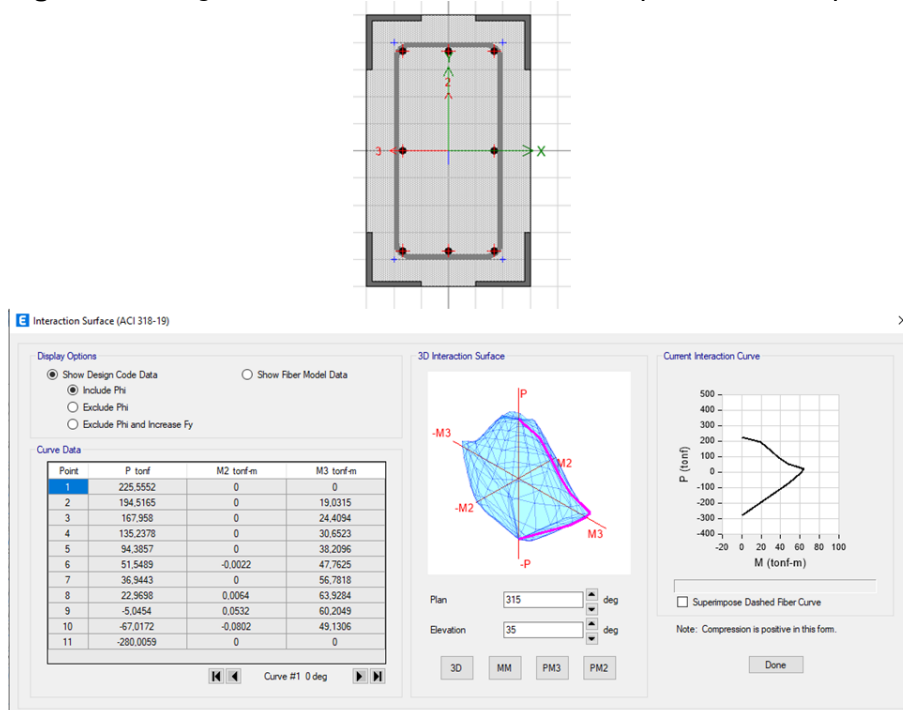 2
3
X
Interaction Surface (ACI 318-19)
Display Options
Show Design Code Data
Show Fiber Model Data
Include Phi
Exclude Phi
Exclude Phi and Increase Fy
Curve Data
Point P tonf M2 tonf-m M3 tonf-m
1 225,5552 0 0
2 194,5165 0 19,0315
3 167,958 0 24,4094
4 135,2378 0 30,6523
5 94,3857 0 38,2096
6 51,5489 -0,0022 47,7625
7 36,9443 0 56,7818
8 22,9698 0,0064 63,9284
9 -5,0454 0,0532 60,2049
10 -67,0172 -0,0802 49,1306
11 -280,0059 0 0
Curve #1 0 deg
3D Interaction Surface
P
-M3
M2
-M2
M3
-P
Plan 315 deg
Elevation 35 deg
3D MM PM3 PM2
Current Interaction Curve
500
400
300
200
100
0
-100
-200
-300
-400
P (tonf)
-20 0 20 40 60 80 100
M (tonf-m)
Superimpose Dashed Fiber Curve
Note: Compression is positive in this form.
Done